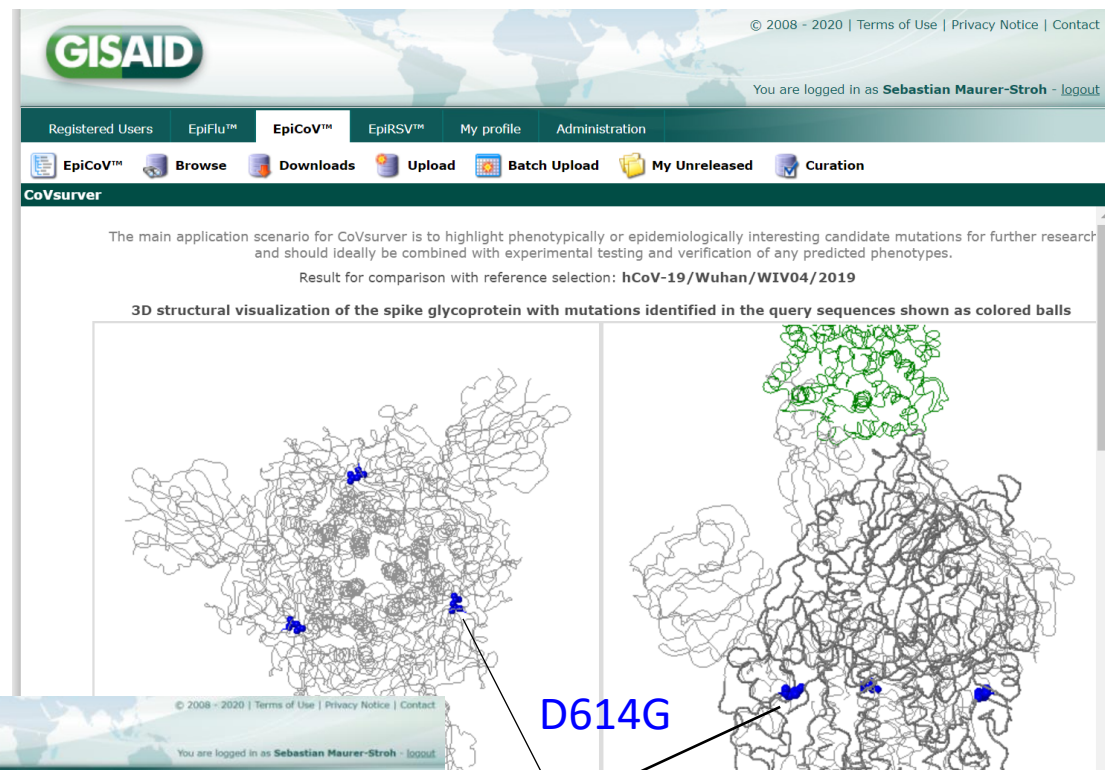 © 2008 - 2020 | Terms of Use | Privacy Notice | Contact
GISAID
You are logged in as Sebastian Maurer-Stroh - logout
Registered Users EpiFlu™ EpiCoV™ EpiRSV™ My profile Administration
EpiCoV™ Browse Downloads Upload Batch Upload My Unreleased Curation
CoVsurver
The main application scenario for CoVsurver is to highlight phenotypically or epidemiologically interesting candidate mutations for further research
and should ideally be combined with experimental testing and verification of any predicted phenotypes.
Result for comparison with reference selection: hCoV-19/Wuhan/WIV04/2019
3D structural visualization of the spike glycoprotein with mutations identified in the query sequences shown as colored balls
D614G
© 2008 - 2020 | Terms of Use | Privacy Notice | Contact
You are logged in as Sebastian Maurer-Stroh - logout